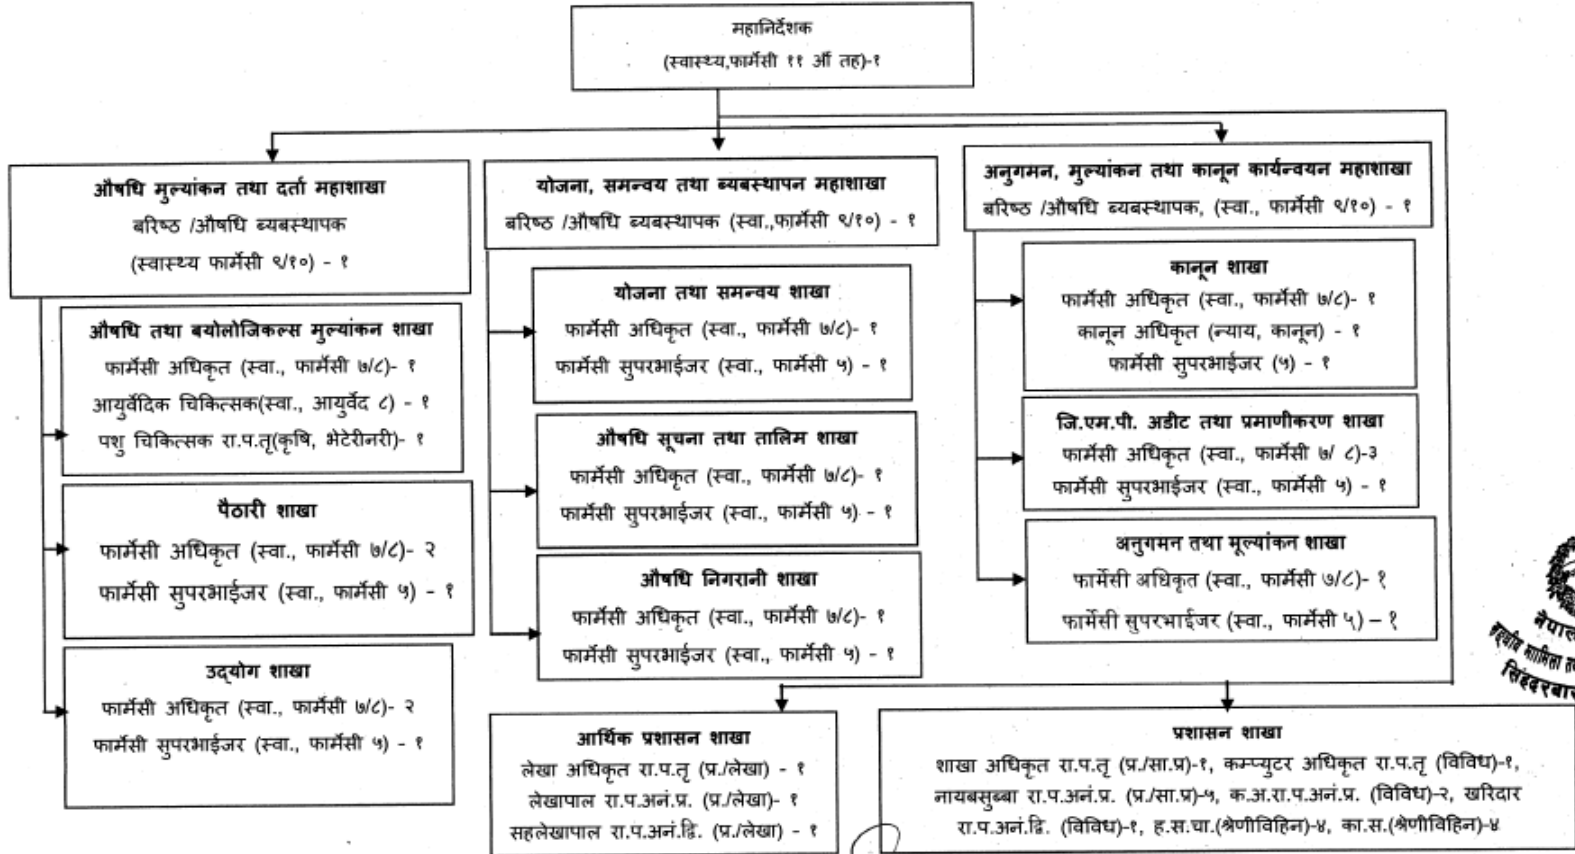 महानिर्देशक
(स्वास्थ्य,फार्मेसी ११ औं तह)-१
औषधि मुल्यांकन तथा दर्ता महाशाखा
बरिष्ठ /औषधि ब्यबस्थापक
(स्वास्थ्य फार्मेसी ९/१०) - १
औषधि तथा बयोलोजिकल्स मुल्यांकन शाखा
फार्मेसी अधिकृत (स्वा., फार्मेसी ७/८)- १
आयुर्वेदिक चिकित्सक(स्वा., आयुर्वेद ८) - १
पशु चिकित्सक रा.प.तृ(कृषि, भेटेरीनरी)- १
पैठारी शाखा
फार्मेसी अधिकृत (स्वा., फार्मेसी ७/८)- २
फार्मेसी सुपरभाईजर (स्वा., फार्मेसी ५) - १
उद्योग शाखा
फार्मेसी अधिकृत (स्वा., फार्मेसी ७/८)- २
फार्मेसी सुपरभाईजर (स्वा., फार्मेसी ५) - १
योजना, समन्वय तथा ब्यबस्थापन महाशाखा
बरिष्ठ /औषधि ब्यबस्थापक (स्वा.,फार्मेसी ९/१०) - १
योजना तथा समन्वय शाखा
फार्मेसी अधिकृत (स्वा., फार्मेसी ७/८)- १
फार्मेसी सुपरभाईजर (स्वा., फार्मेसी ५) - १
औषधि सूचना तथा तालिम शाखा
फार्मेसी अधिकृत (स्वा., फार्मेसी ७/८)- १
फार्मेसी सुपरभाईजर (स्वा., फार्मेसी ५) - १
औषधि निगरानी शाखा
फार्मेसी अधिकृत (स्वा., फार्मेसी ७/८)- १
फार्मेसी सुपरभाईजर (स्वा., फार्मेसी ५) - १
अनुगमन, मुल्यांकन तथा कानून कार्यन्वयन महाशाखा
बरिष्ठ /औषधि ब्यबस्थापक, (स्वा., फार्मेसी ९/१०) - १
कानून शाखा
फार्मेसी अधिकृत (स्वा., फार्मेसी ७/८)- १
कानून अधिकृत (न्याय, कानून) - १
फार्मेसी सुपरभाईजर (५) - १
जि.एम.पी. अडीट तथा प्रमाणीकरण शाखा
फार्मेसी अधिकृत (स्वा., फार्मेसी ७/ ८)-३
फार्मेसी सुपरभाईजर (स्वा., फार्मेसी ५) - १
अनुगमन तथा मूल्यांकन शाखा
फार्मेसी अधिकृत (स्वा., फार्मेसी ७/८)- १
फार्मेसी सुपरभाईजर (स्वा., फार्मेसी ५) – १
आर्थिक प्रशासन शाखा
लेखा अधिकृत रा.प.तृ (प्र./लेखा) - १
लेखापाल रा.प.अनं.प्र. (प्र./लेखा)- १
सहलेखापाल रा.प.अनं.द्वि. (प्र./लेखा) - १
प्रशासन शाखा
शाखा अधिकृत रा.प.तृ (प्र./सा.प्र)-१, कम्प्युटर अधिकृत रा.प.तृ (विविध)-१,
नायबसुब्बा रा.प.अनं.प्र. (प्र./सा.प्र)-५, क.अ.रा.प.अनं.प्र. (विविध)-२, खरिदार
रा.प.अनं.द्वि. (विविध)-१, ह.स.चा.(श्रेणीविहिन)-४, का.स.(श्रेणीविहिन)-४